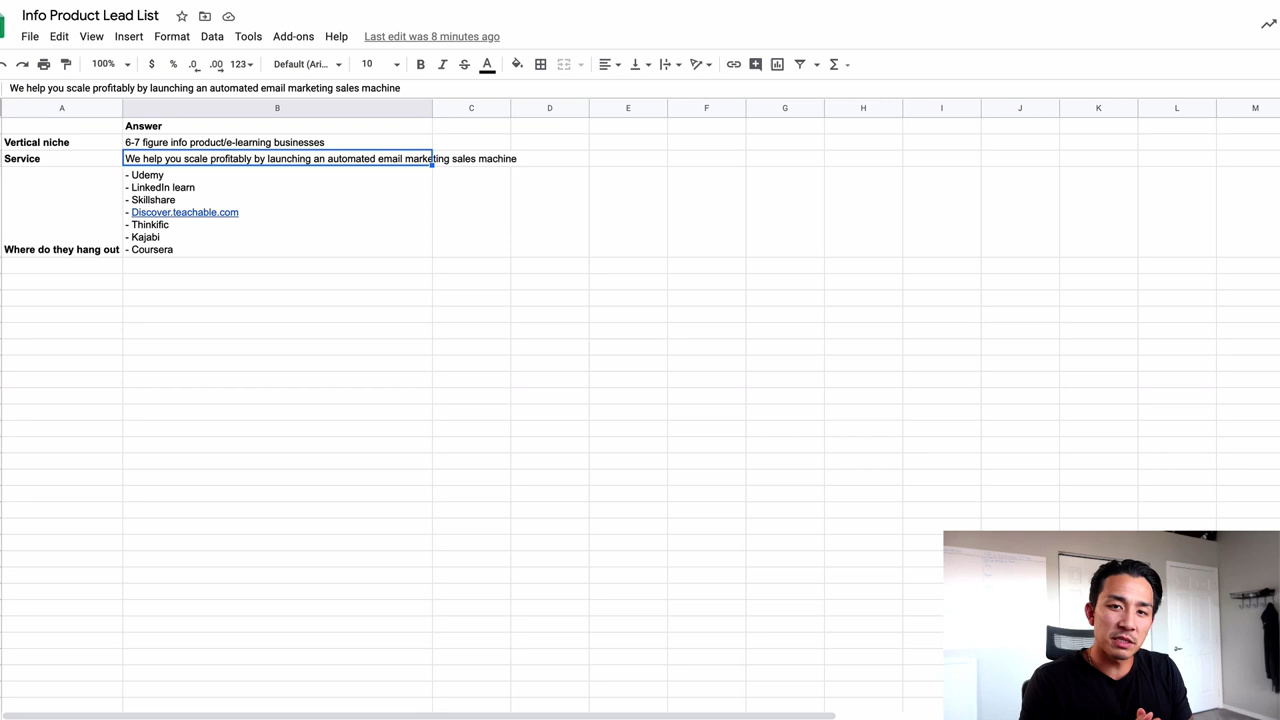 Info Product Lead List
File Edit View Insert Format Data Tools Add-ons Help Last edit was 8 minutes ago
100% $ % .0 .00 123 Default (Ari... 10 B I S A
We help you scale profitably by launching an automated email marketing sales machine
A B C D E F G H I J K L M
Answer
Vertical niche 6-7 figure info product/e-learning businesses
Service We help you scale profitably by launching an automated email marketing sales machine
- Udemy
- LinkedIn learn
- Skillshare
- Discover.teachable.com
- Thinkific
- Kajabi
Where do they hang out - Coursera